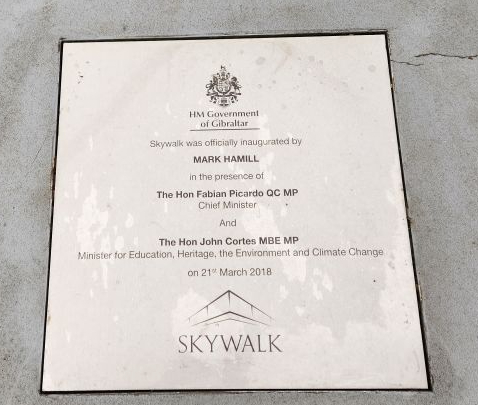 HM Government
of Gibraltar
Skywalk was officially inaugurated by
MARK HAMILL
in the presence of
The Hon Fabian Picardo QC MP
Chief Minister
And
The Hon John Cortes MBE MP
Minister for Education, Heritage, the Environment and Climate Change
on 21st March 2018
SKYWALK